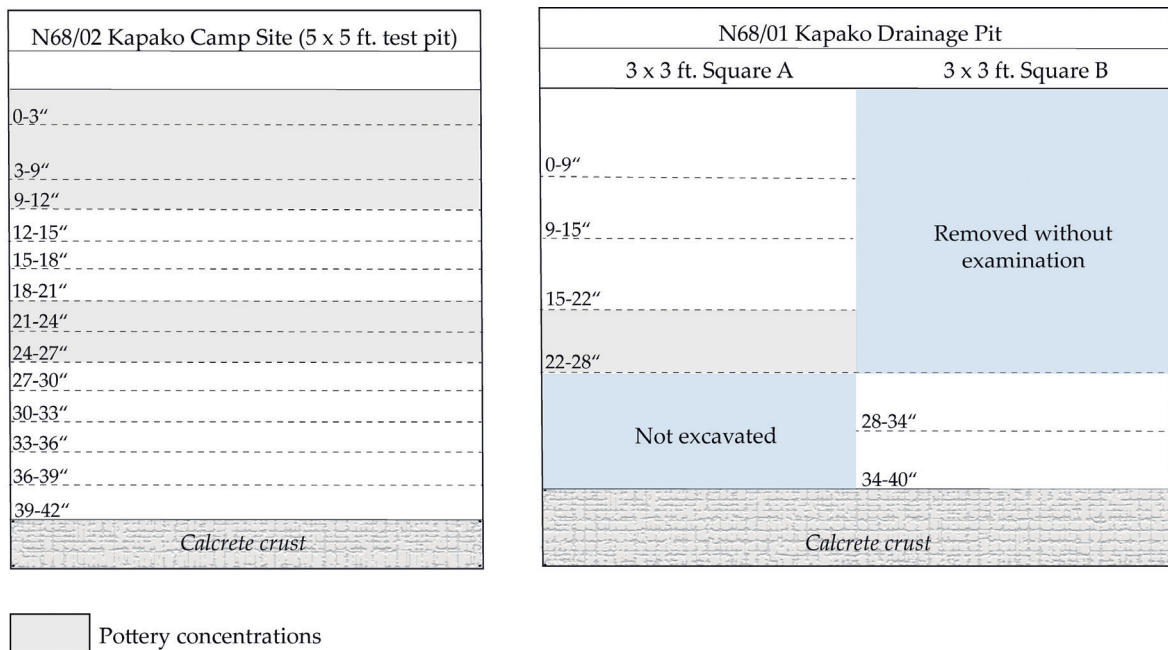 N68/02 Kapako Camp Site (5 x 5 ft. test pit)
0-3“
3-9“
9-12“
12-15“
15-18“
18-21“
21-24“
24-27“
27-30“
30-33“
33-36“
36-39“
39-42“
Calcrete crust
N68/01 Kapako Drainage Pit
3 x 3 ft. Square A
3 x 3 ft. Square B
0-9“
9-15“
15-22“
22-28“
Not excavated
Removed without
examination
28-34“
34-40“
Calcrete crust
Pottery concentrations